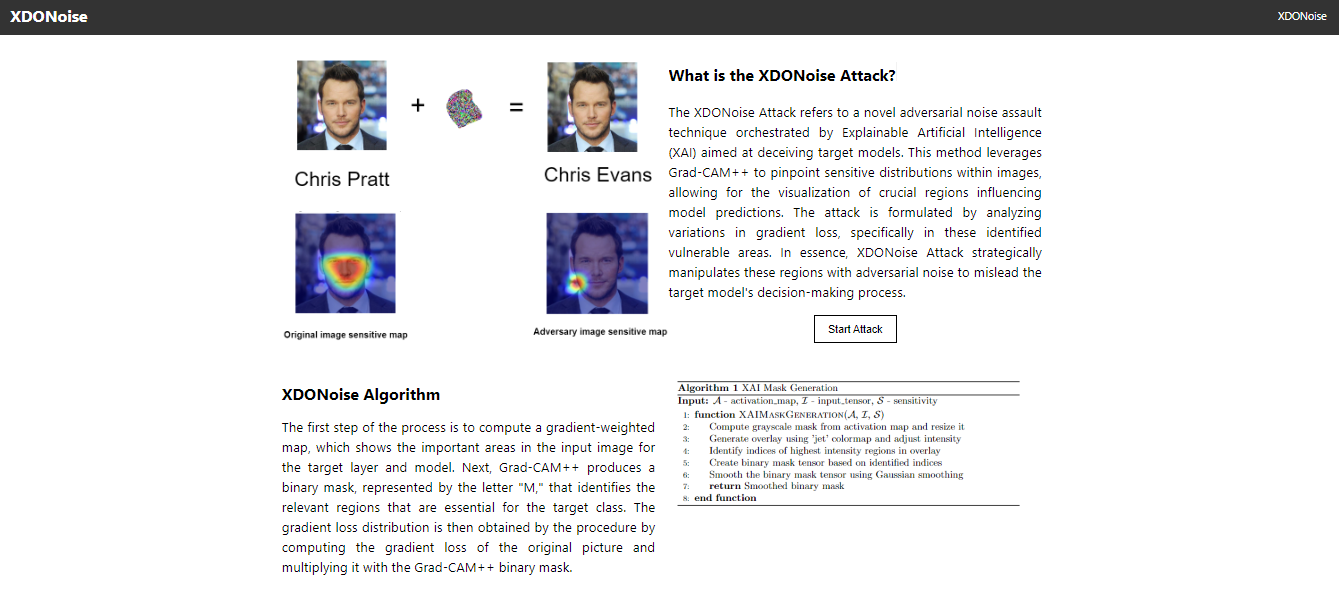 XDONoise
XDONoise
+
=
Chris Pratt
Chris Evans
Original image sensitive map
Adversary image sensitive map
What is the XDONoise Attack?
The XDONoise Attack refers to a novel adversarial noise assault
technique orchestrated by Explainable Artificial Intelligence
(XAI) aimed at deceiving target models. This method leverages
Grad-CAM++ to pinpoint sensitive distributions within images,
allowing for the visualization of crucial regions influencing
model predictions. The attack is formulated by analyzing
variations in gradient loss, specifically in these identified
vulnerable areas. In essence, XDONoise Attack strategically
manipulates these regions with adversarial noise to mislead the
target model's decision-making process.
Start Attack
XDONoise Algorithm
The first step of the process is to compute a gradient-weighted
map, which shows the important areas in the input image for
the target layer and model. Next, Grad-CAM++ produces a
binary mask, represented by the letter "M," that identifies the
relevant regions that are essential for the target class. The
gradient loss distribution is then obtained by the procedure by
computing the gradient loss of the original picture and
multiplying it with the Grad-CAM++ binary mask.
Algorithm 1 XAI Mask Generation
Input: 𝒜 - activation_map, ℐ - input_tensor, 𝒮 - sensitivity
1: function XAIMASKGENERATION(𝒜, ℐ, 𝒮)
2: Compute grayscale mask from activation map and resize it
3: Generate overlay using 'jet' colormap and adjust intensity
4: Identify indices of highest intensity regions in overlay
5: Create binary mask tensor based on identified indices
6: Smooth the binary mask tensor using Gaussian smoothing
7: return Smoothed binary mask
8: end function